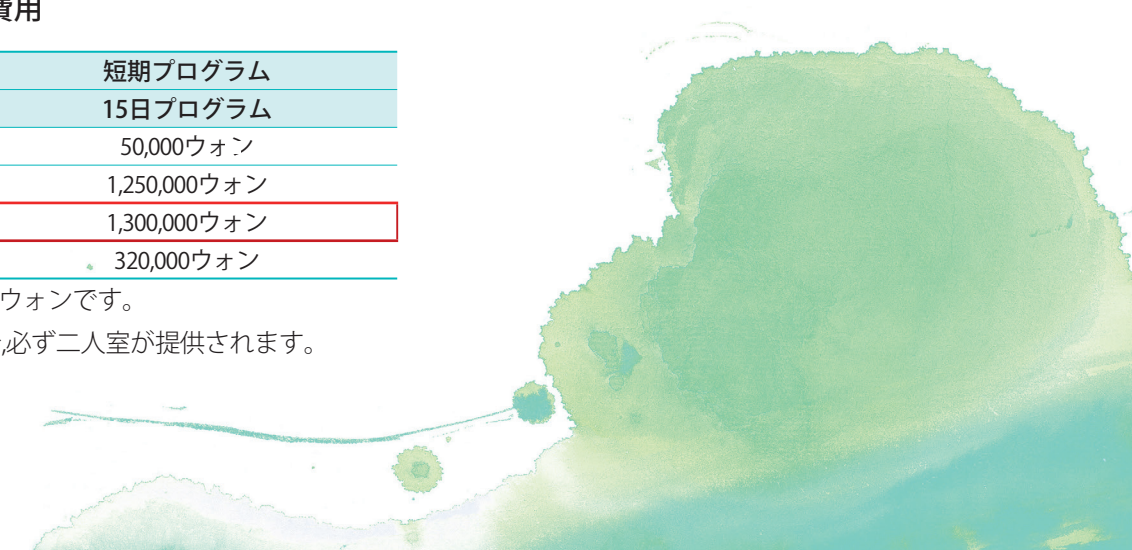 費用
短期プログラム
15日プログラム
50,000ウォン
1,250,000ウォン
1,300,000ウォン
320,000ウォン
ウォンです。
,必ず二人室が提供されます。